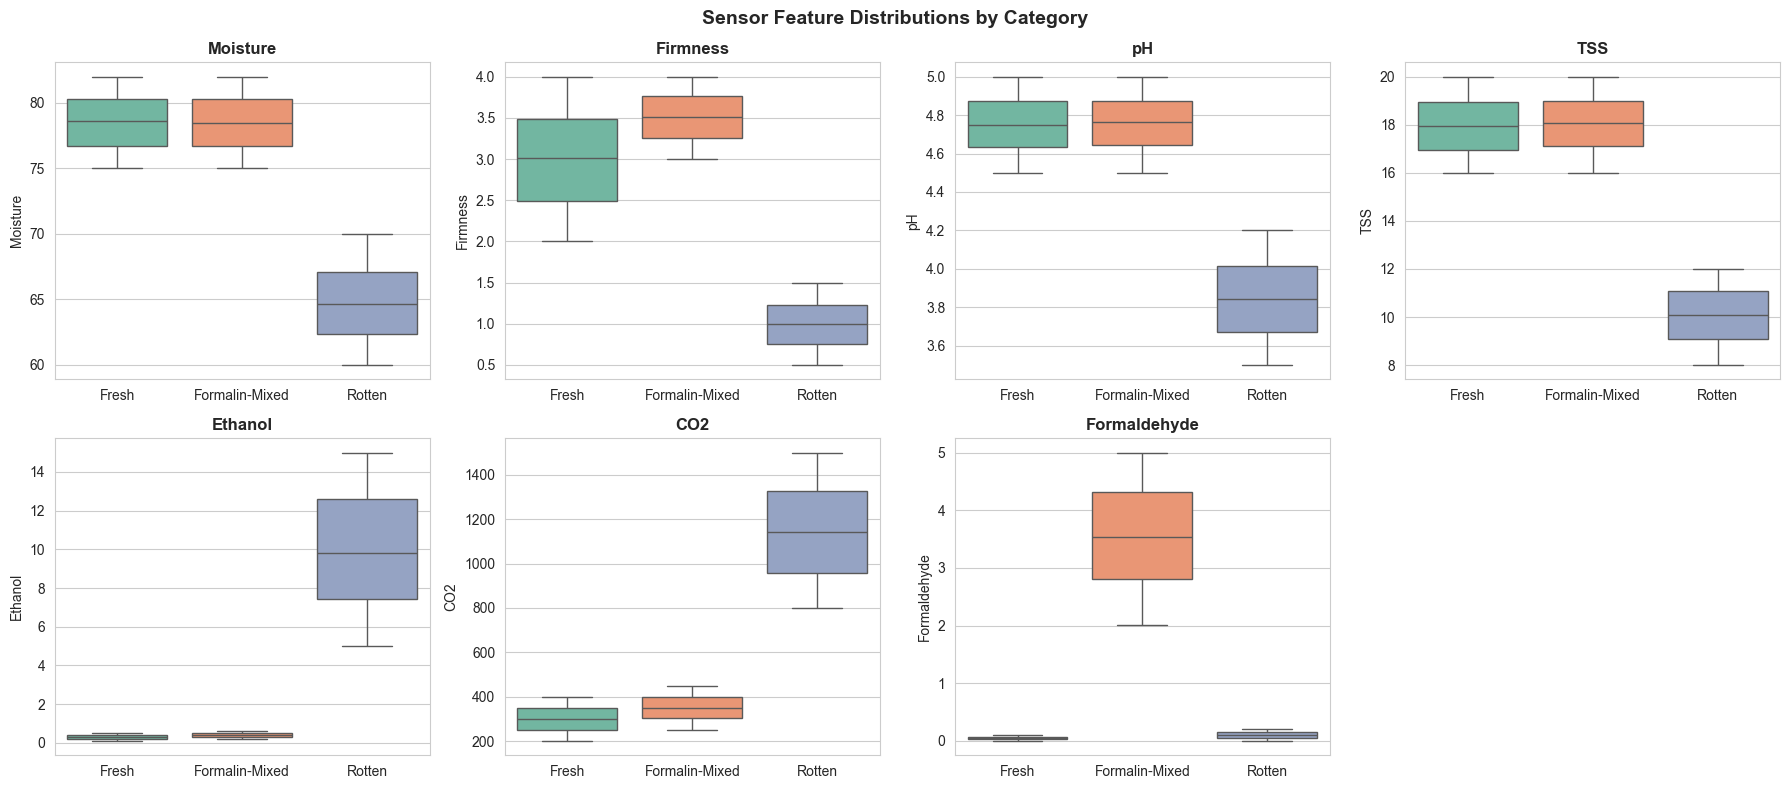 Sensor Feature Distributions by Category
Moisture
Firmness
pH
TSS
80
75
70
65
60
Moisture
Fresh
Formalin-Mixed
Rotten
4.0
3.5
3.0
2.5
2.0
1.5
1.0
0.5
Firmness
Fresh
Formalin-Mixed
Rotten
5.0
4.8
4.6
4.4
4.2
4.0
3.8
3.6
pH
Fresh
Formalin-Mixed
Rotten
20
18
16
14
12
10
8
TSS
Fresh
Formalin-Mixed
Rotten
Ethanol
CO2
Formaldehyde
14
12
10
8
6
4
2
0
Ethanol
Fresh
Formalin-Mixed
Rotten
1400
1200
1000
800
600
400
200
CO2
Fresh
Formalin-Mixed
Rotten
5
4
3
2
1
0
Formaldehyde
Fresh
Formalin-Mixed
Rotten